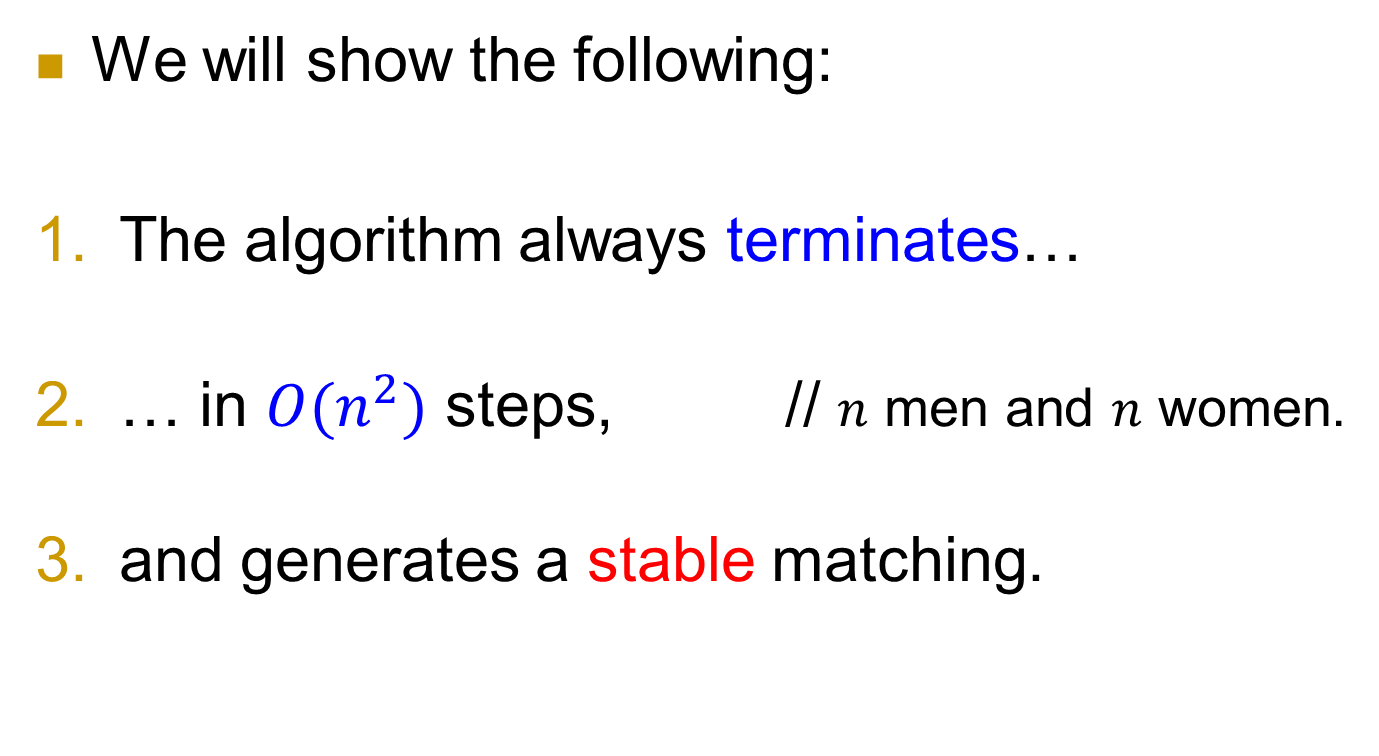 ■ We will show the following:
1. The algorithm always terminates…
2. … in O(n²) steps, // n men and n women.
3. and generates a stable matching.